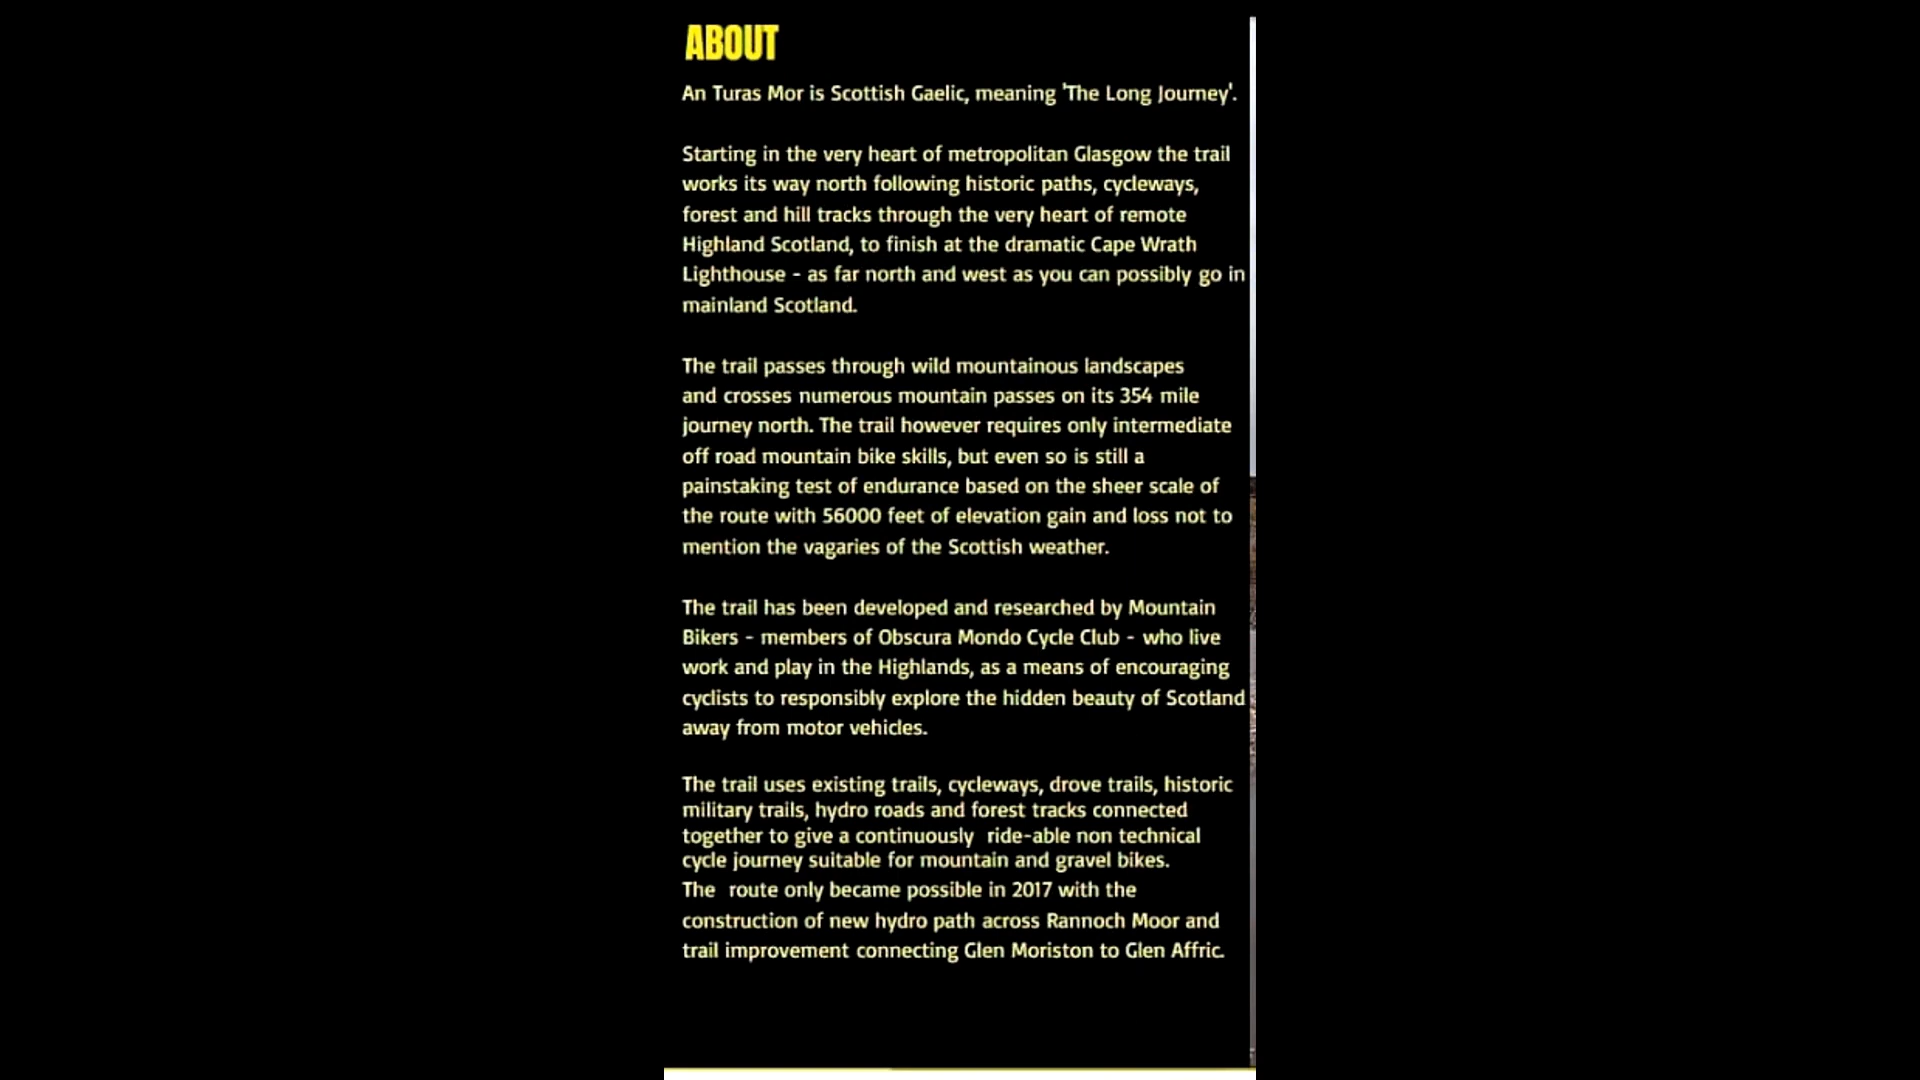 ABOUT
An Turas Mor is Scottish Gaelic, meaning 'The Long Journey'.
Starting in the very heart of metropolitan Glasgow the trail
works its way north following historic paths, cycleways,
forest and hill tracks through the very heart of remote
Highland Scotland, to finish at the dramatic Cape Wrath
Lighthouse - as far north and west as you can possibly go in
mainland Scotland.
The trail passes through wild mountainous landscapes
and crosses numerous mountain passes on its 354 mile
journey north. The trail however requires only intermediate
off road mountain bike skills, but even so is still a
painstaking test of endurance based on the sheer scale of
the route with 56000 feet of elevation gain and loss not to
mention the vagaries of the Scottish weather.
The trail has been developed and researched by Mountain
Bikers - members of Obscura Mondo Cycle Club - who live
work and play in the Highlands, as a means of encouraging
cyclists to responsibly explore the hidden beauty of Scotland
away from motor vehicles.
The trail uses existing trails, cycleways, drove trails, historic
military trails, hydro roads and forest tracks connected
together to give a continuously  ride-able non technical
cycle journey suitable for mountain and gravel bikes.
The  route only became possible in 2017 with the
construction of new hydro path across Rannoch Moor and
trail improvement connecting Glen Moriston to Glen Affric.